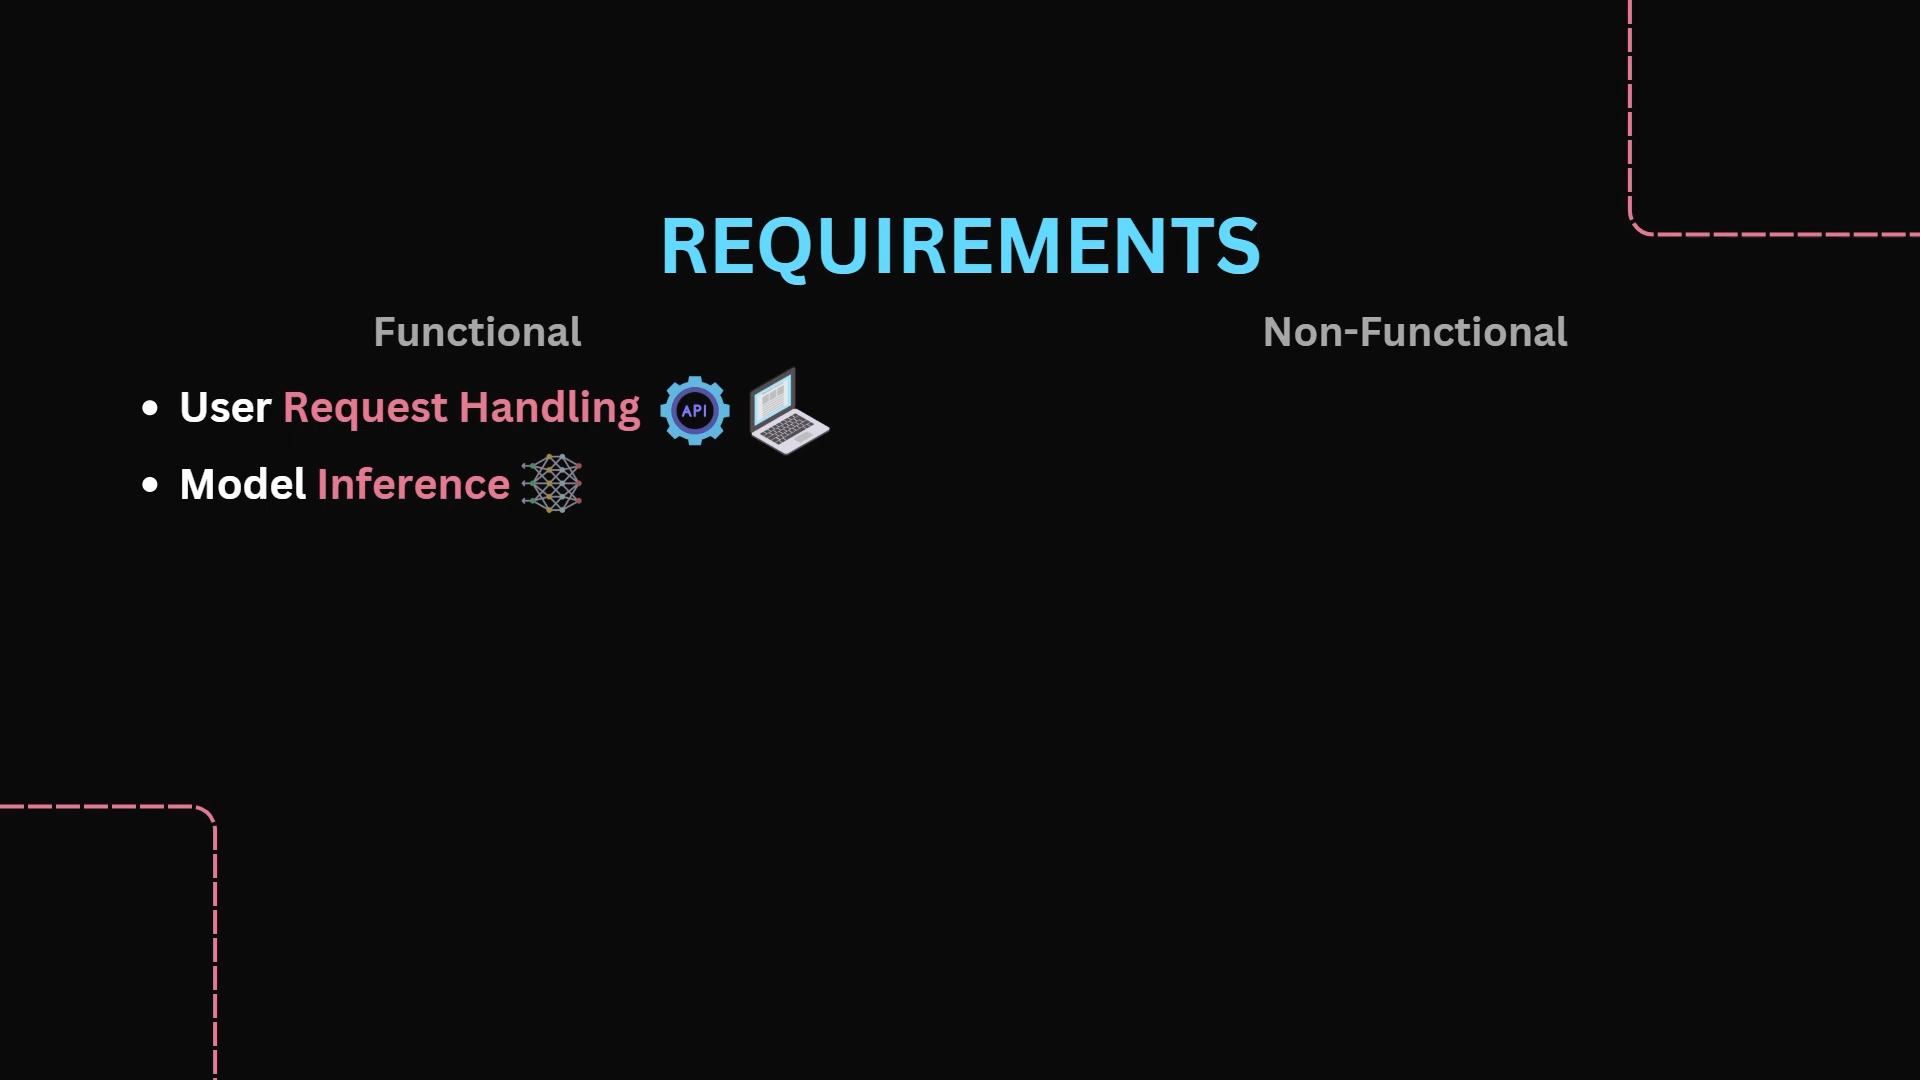 REQUIREMENTS
Functional
Non-Functional
• User Request Handling
API
• Model Inference